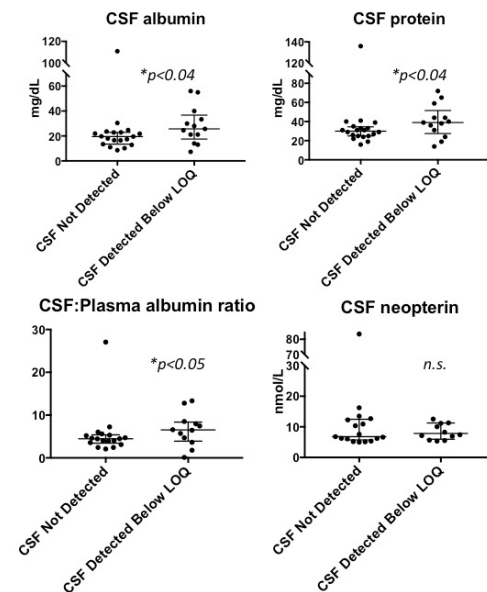 CSF albumin
120
100
80
60
40
20
0
mg/dL
*p<0.04
CSF Not Detected
CSF Detected Below LOQ
CSF protein
140
120
80
60
40
20
0
mg/dL
*p<0.04
CSF Not Detected
CSF Detected Below LOQ
CSF:Plasma albumin ratio
30
20
10
0
*p<0.05
CSF Not Detected
CSF Detected Below LOQ
CSF neopterin
80
70
30
20
10
0
nmol/L
n.s.
CSF Not Detected
CSF Detected Below LOQ